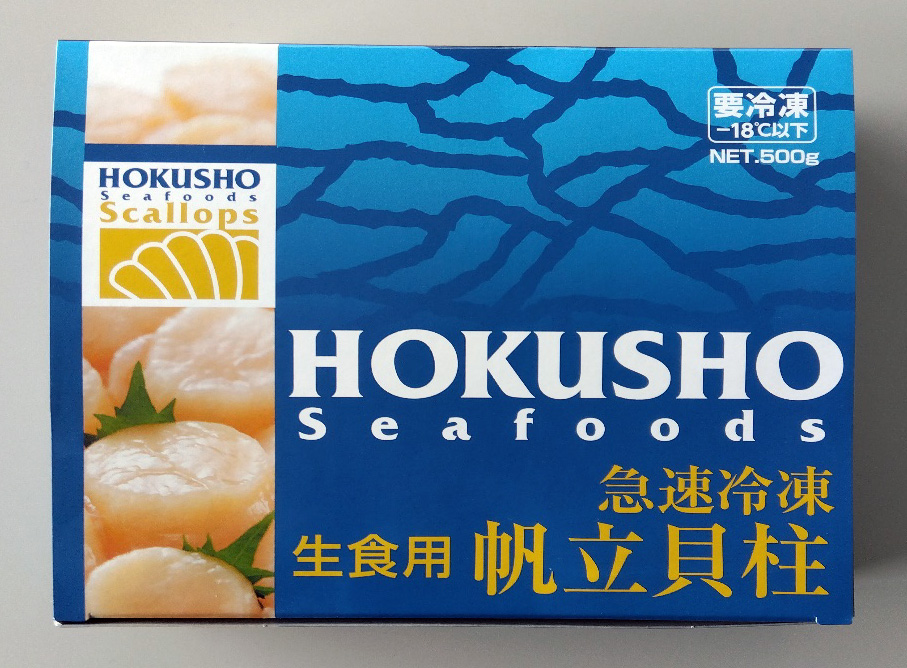 要冷凍
−18℃以下
NET.500g
HOKUSHO
Seafoods
Scallops
HOKUSHO
Seafoods
急速冷凍
生食用 帆立貝柱